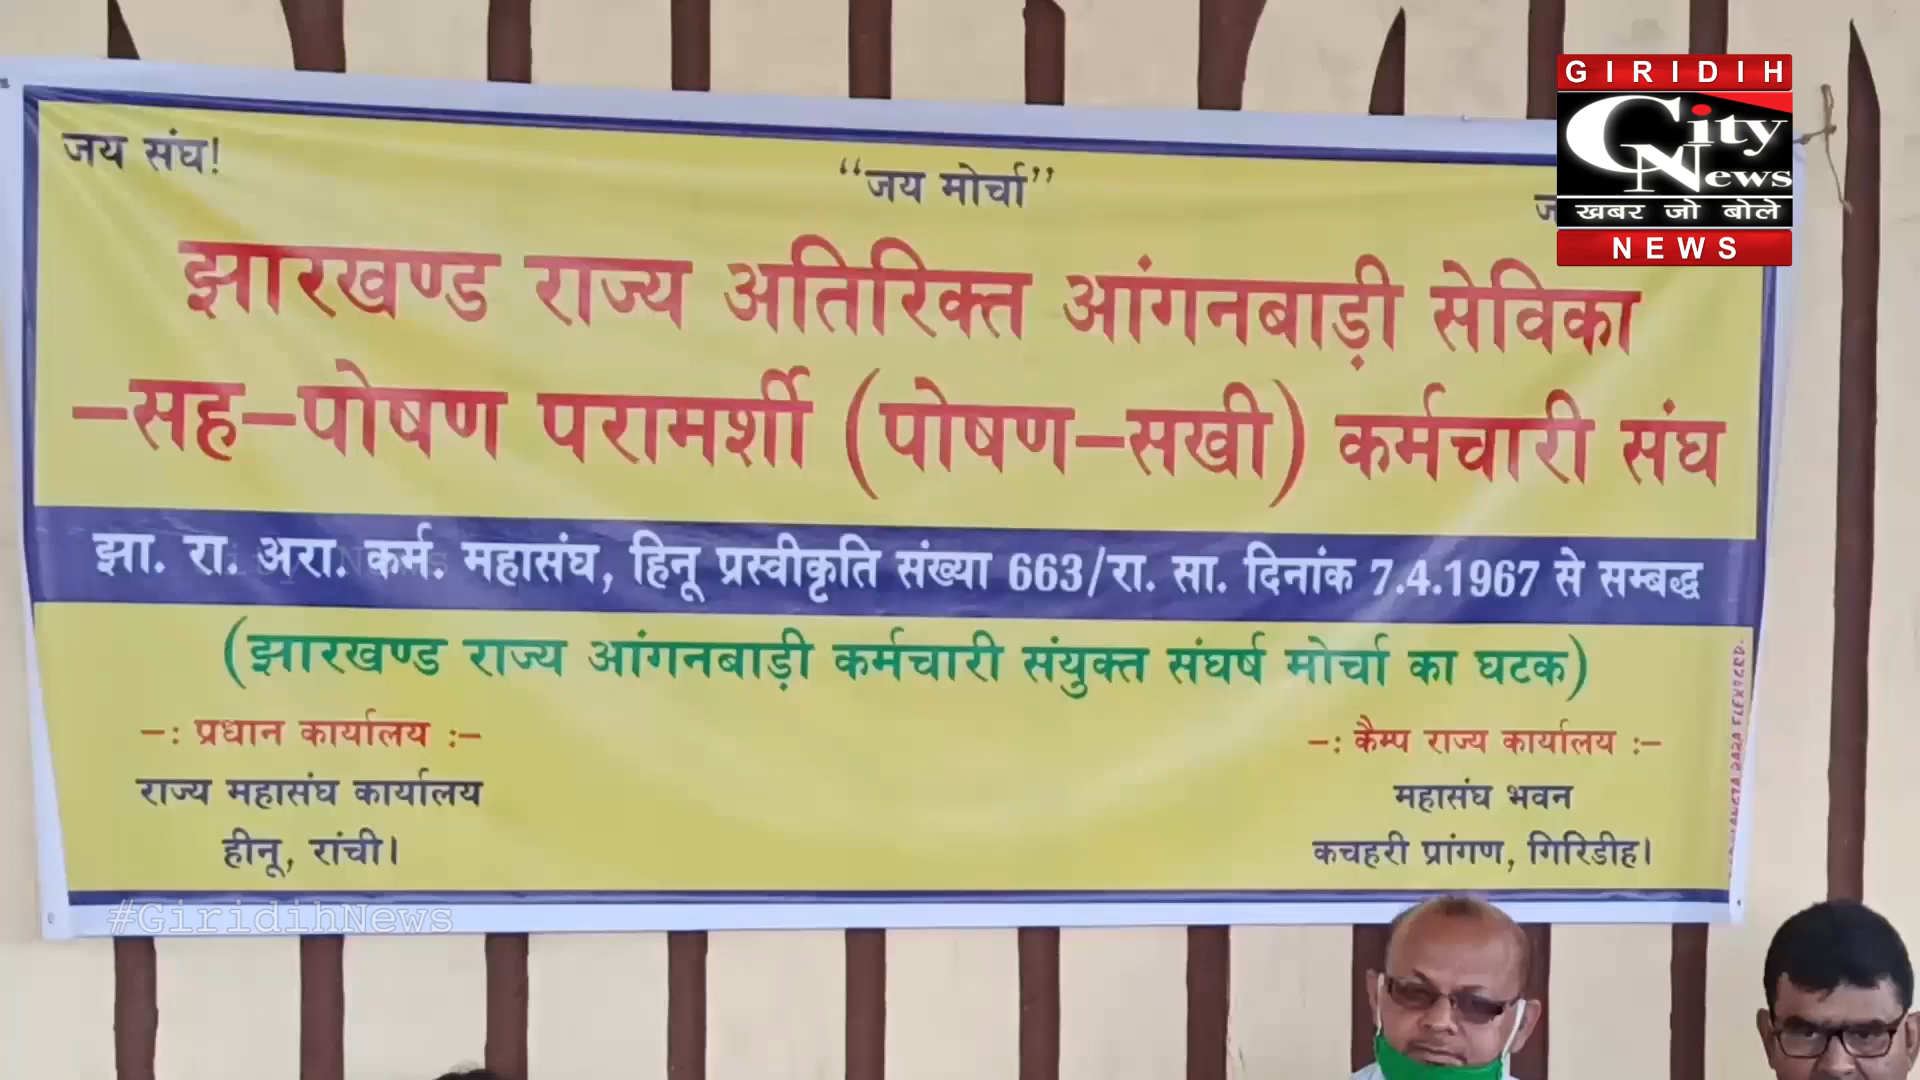 GIRIDIH
City News
खबर जो बोले
NEWS
जय संघ!
“जय मोर्चा”
झारखण्ड राज्य अतिरिक्त आंगनबाड़ी सेविका
–सह–पोषण परामर्शी (पोषण–सखी) कर्मचारी संघ
झा. रा. अरा. कर्म. महासंघ, हिनू प्रस्वीकृति संख्या 663/रा. सा. दिनांक 7.4.1967 से सम्बद्ध
(झारखण्ड राज्य आंगनबाड़ी कर्मचारी संयुक्त संघर्ष मोर्चा का घटक)
–: प्रधान कार्यालय :–
राज्य महासंघ कार्यालय
हीनू, रांची।
–: कैम्प राज्य कार्यालय :–
महासंघ भवन
कचहरी प्रांगण, गिरिडीह।
#GiridihNews